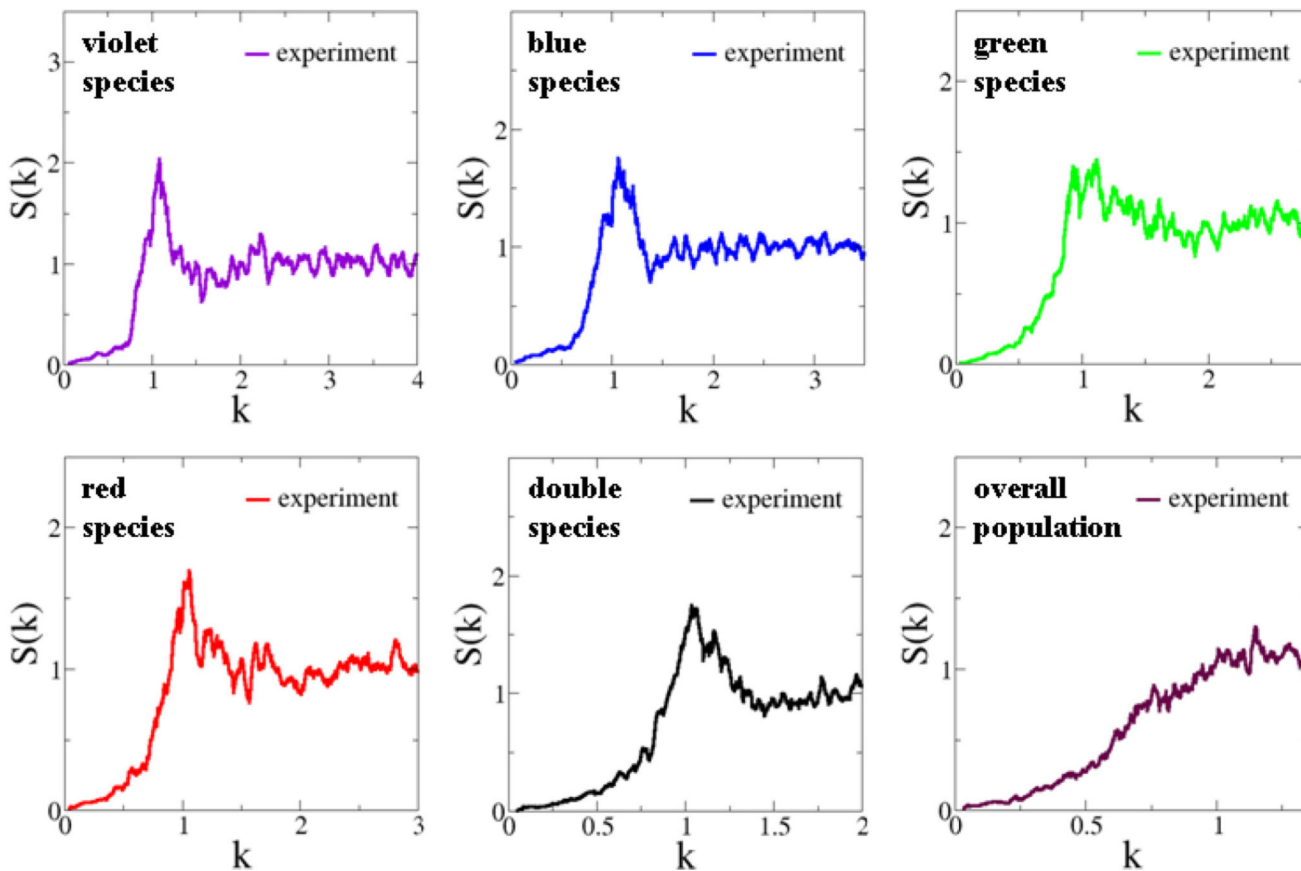 violet
species
experiment
S(k)
3
2
1
0
0 1 2 3 4
k
blue
species
experiment
S(k)
2
1
0
0 1 2 3
k
green
species
experiment
S(k)
2
1
0
0 1 2
k
red
species
experiment
S(k)
2
1
0
0 1 2 3
k
double
species
experiment
S(k)
2
1
0
0 0.5 1 1.5 2
k
overall
population
experiment
S(k)
2
1
0
0 0.5 1
k